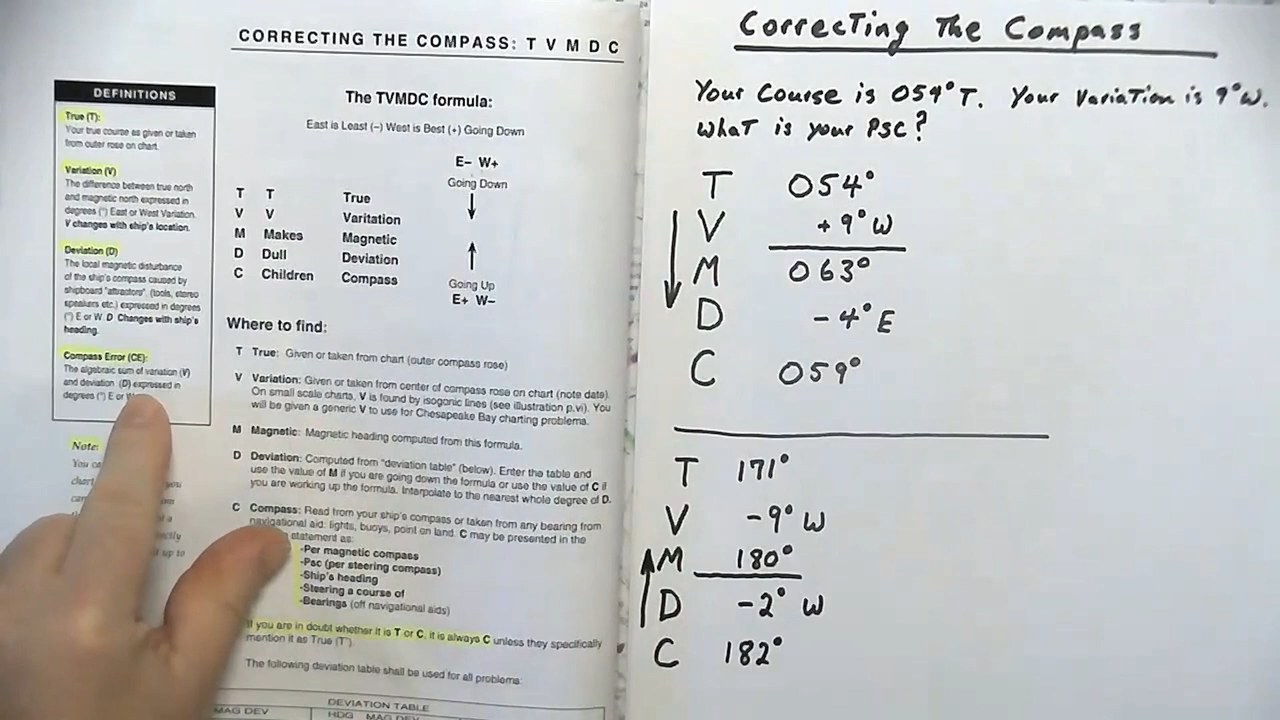 CORRECTING THE COMPASS: T V M D C
DEFINITIONS
True (T):
Your true course as given or taken
from outer rose on chart.
Variation (V)
The difference between true north
and magnetic north expressed in
degrees (°) East or West Variation.
V changes with ship's location.
Deviation (D)
The local magnetic disturbance
of the ship's compass caused by
shipboard "attractors", (tools, stereo
speakers etc.) expressed in degrees
(°) E or W. D Changes with ship's
heading.
Compass Error (CE):
The algebraic sum of variation (V)
and deviation (D) expressed in
degrees (°) E or
Note:
The TVMDC formula:
East is Least (–) West is Best (+) Going Down
E– W+
Going Down
T T True
V V Varitation
M Makes Magnetic
D Dull Deviation
C Children Compass
Going Up
E+ W–
Where to find:
T True: Given or taken from chart (outer compass rose)
V Variation: Given or taken from center of compass rose on chart (note date).
On small scale charts, V is found by isogonic lines (see illustration p.vi). You
will be given a generic V to use for Chesapeake Bay charting problems.
M Magnetic: Magnetic heading computed from this formula.
D Deviation: Computed from "deviation table" (below). Enter the table and
use the value of M if you are going down the formula or use the value of C if
you are working up the formula. Interpolate to the nearest whole degree of D.
C Compass: Read from your ship's compass or taken from any bearing from
navigational aid: lights, buoys, point on land. C may be presented in the
statement as:
-Per magnetic compass
-Psc (per steering compass)
-Ship's heading
-Steering a course of
-Bearings (off navigational aids)
If you are in doubt whether it is T or C, it is always C unless they specifically
mention it as True (T).
The following deviation table shall be used for all problems:
DEVIATION TABLE
MAG DEV HDG MAG DEV
Correcting The Compass
Your Course is 054° T. Your Variation is 9° W.
What is your PSC?
T 054°
V + 9° W
M 063°
D - 4° E
C 059°
T 171°
V - 9° W
M 180°
D - 2° W
C 182°